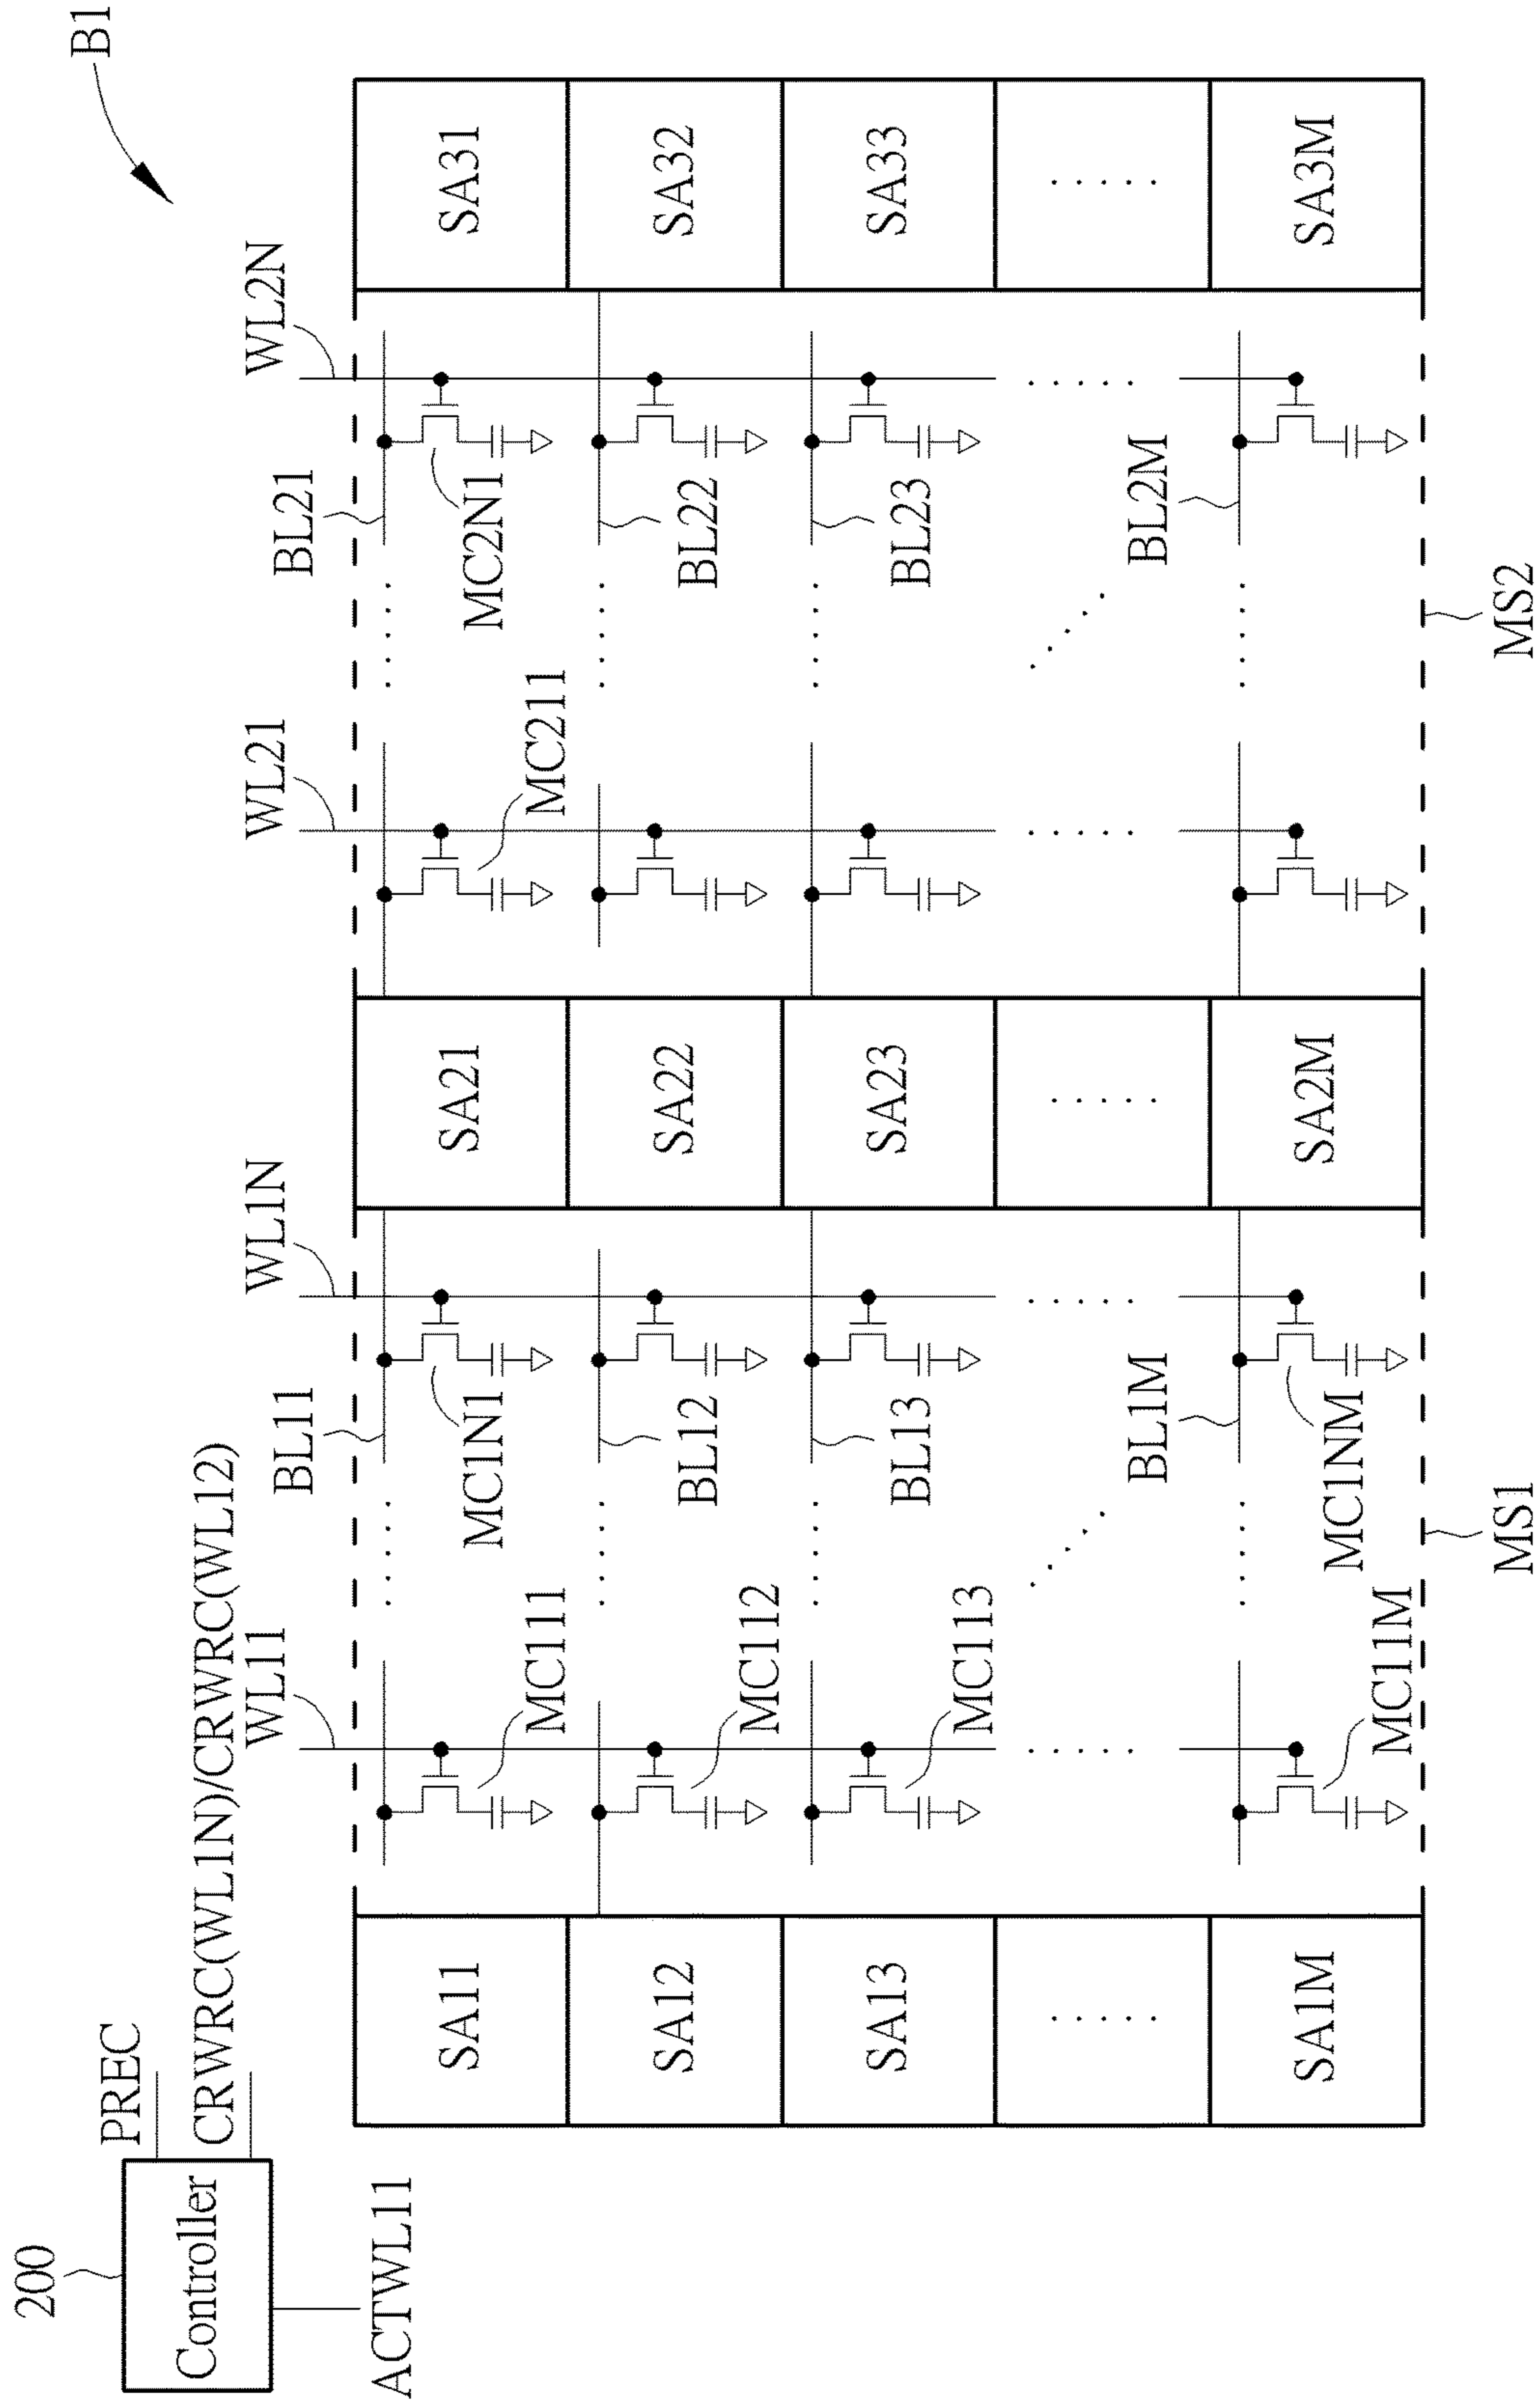 B1
200
Controller
PREC
CRWRC(WL1N)/CRWRC(WL12)
ACTWL11
WL11
WL1N
WL21
WL2N
BL11
BL21
SA11
MC111
MC1N1
SA21
MC211
MC2N1
SA31
SA12
MC112
BL12
SA22
BL22
SA32
SA13
MC113
BL13
SA23
BL23
SA33
.....
BL1M
.....
BL2M
.....
SA1M
MC11M
MC1NM
SA2M
SA3M
MS1
MS2